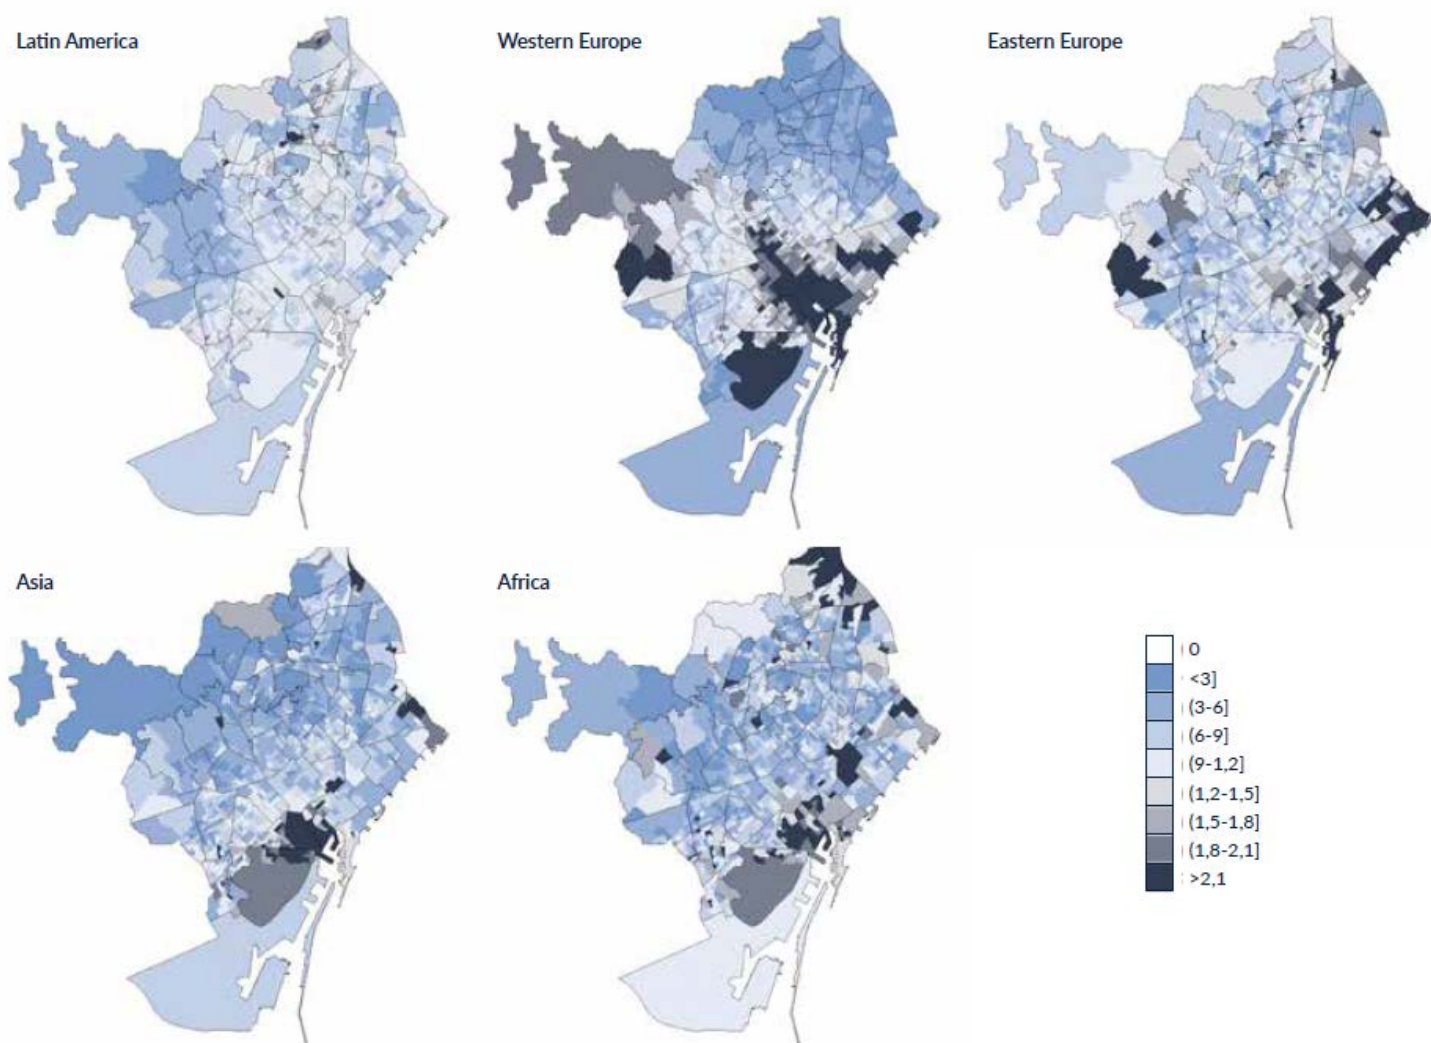 Latin America
Western Europe
Eastern Europe
Asia
Africa
0
<3]
(3-6]
(6-9]
(9-1,2]
(1,2-1,5]
(1,5-1,8]
(1,8-2,1]
>2,1